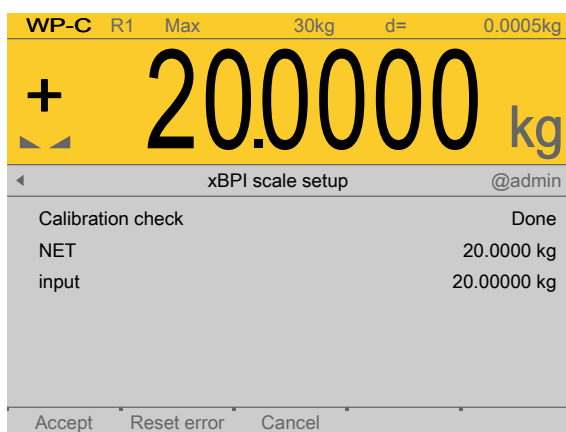 WP-C R1 Max 30kg d= 0.0005kg
+ 20.0000 kg
xBPI scale setup @admin
Calibration check Done
NET 20.0000 kg
input 20.00000 kg
Accept Reset error Cancel